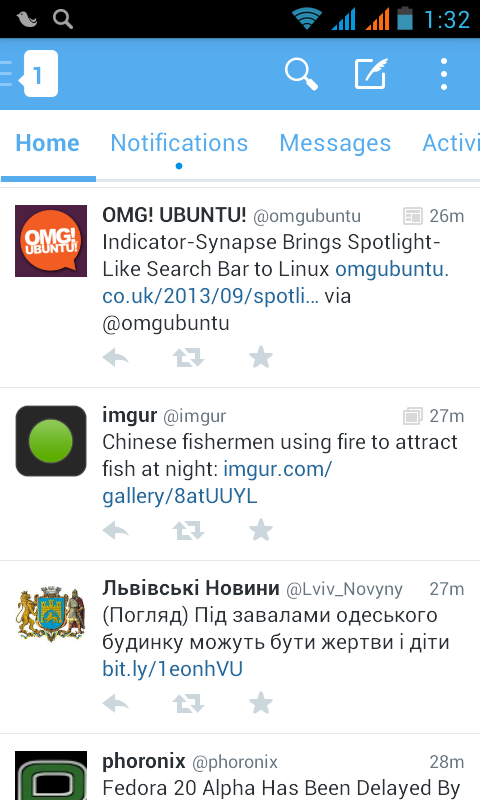 1:32
1
Home Notifications Messages Activi
OMG! UBUNTU!
OMG! UBUNTU! @omgubuntu 26m
Indicator-Synapse Brings Spotlight-
Like Search Bar to Linux omgubuntu.
co.uk/2013/09/spotli... via
@omgubuntu
imgur @imgur 27m
Chinese fishermen using fire to attract
fish at night: imgur.com/
gallery/8atUUYL
Львівські Новини @Lviv_Novyny 27m
(Погляд) Під завалами одеського
будинку можуть бути жертви і діти
bit.ly/1eonhVU
phoronix @phoronix 28m
Fedora 20 Alpha Has Been Delayed By